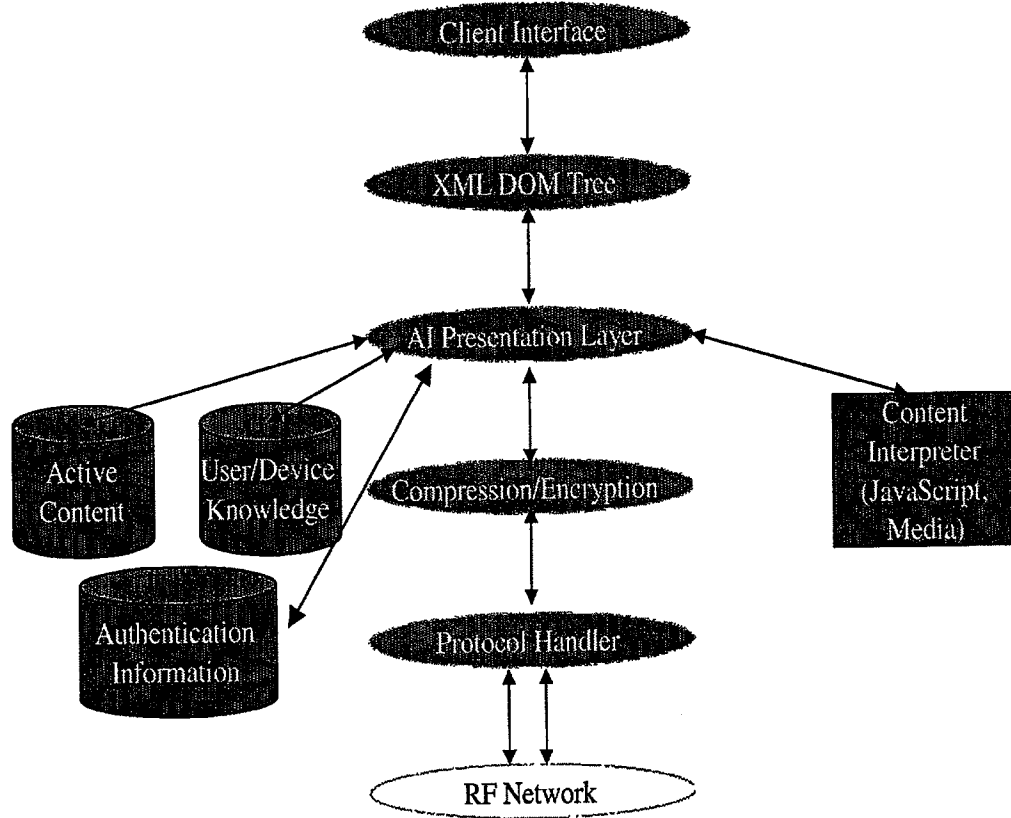 Client Interface
XML DOM Tree
AI Presentation Layer
Active
Content
User/Device
Knowledge
Content
Interpreter
(JavaScript,
Media)
Compression/Encryption
Authentication
Information
Protocol Handler
RF Network